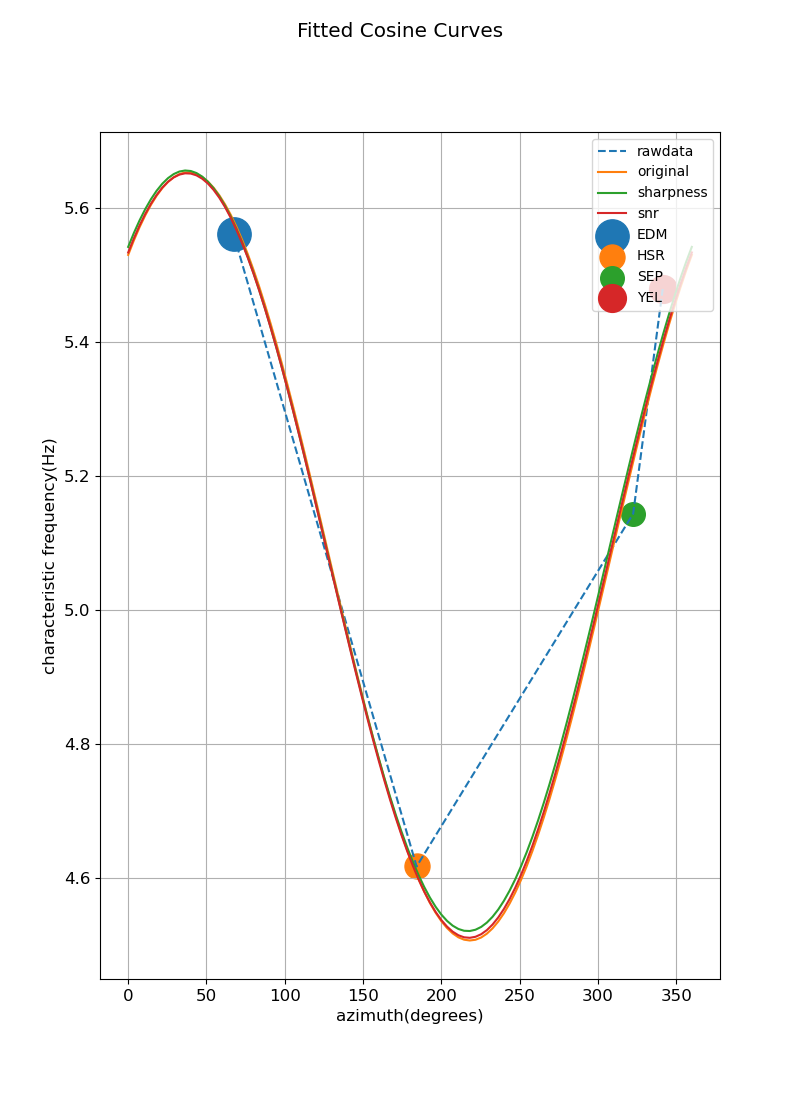 Fitted Cosine Curves
rawdata
original
sharpness
snr
EDM
HSR
SEP
YEL
5.6
5.4
5.2
5.0
4.8
4.6
characteristic frequency(Hz)
0 50 100 150 200 250 300 350
azimuth(degrees)